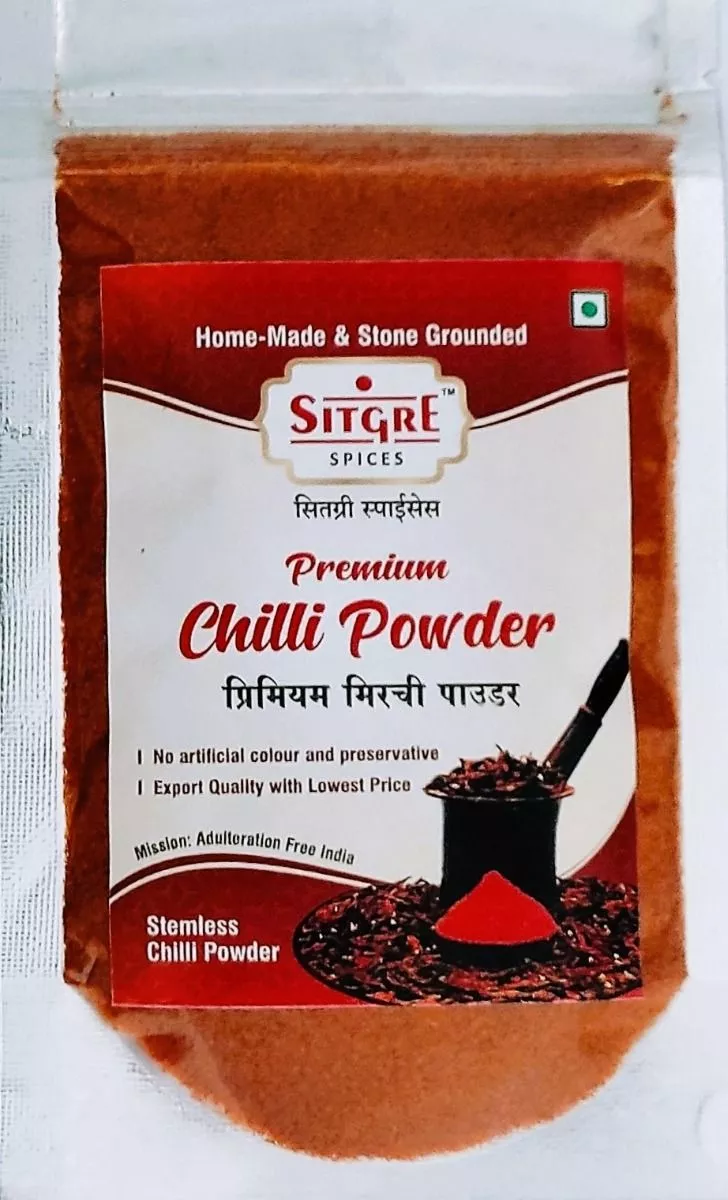 Home-Made & Stone Grounded
SITGRE™
SPICES
सितग्री स्पाईसेस
Premium
Chilli Powder
प्रिमियम मिरची पाउडर
l No artificial colour and preservative
l Export Quality with Lowest Price
Mission: Adulteration Free India
Stemless
Chilli Powder